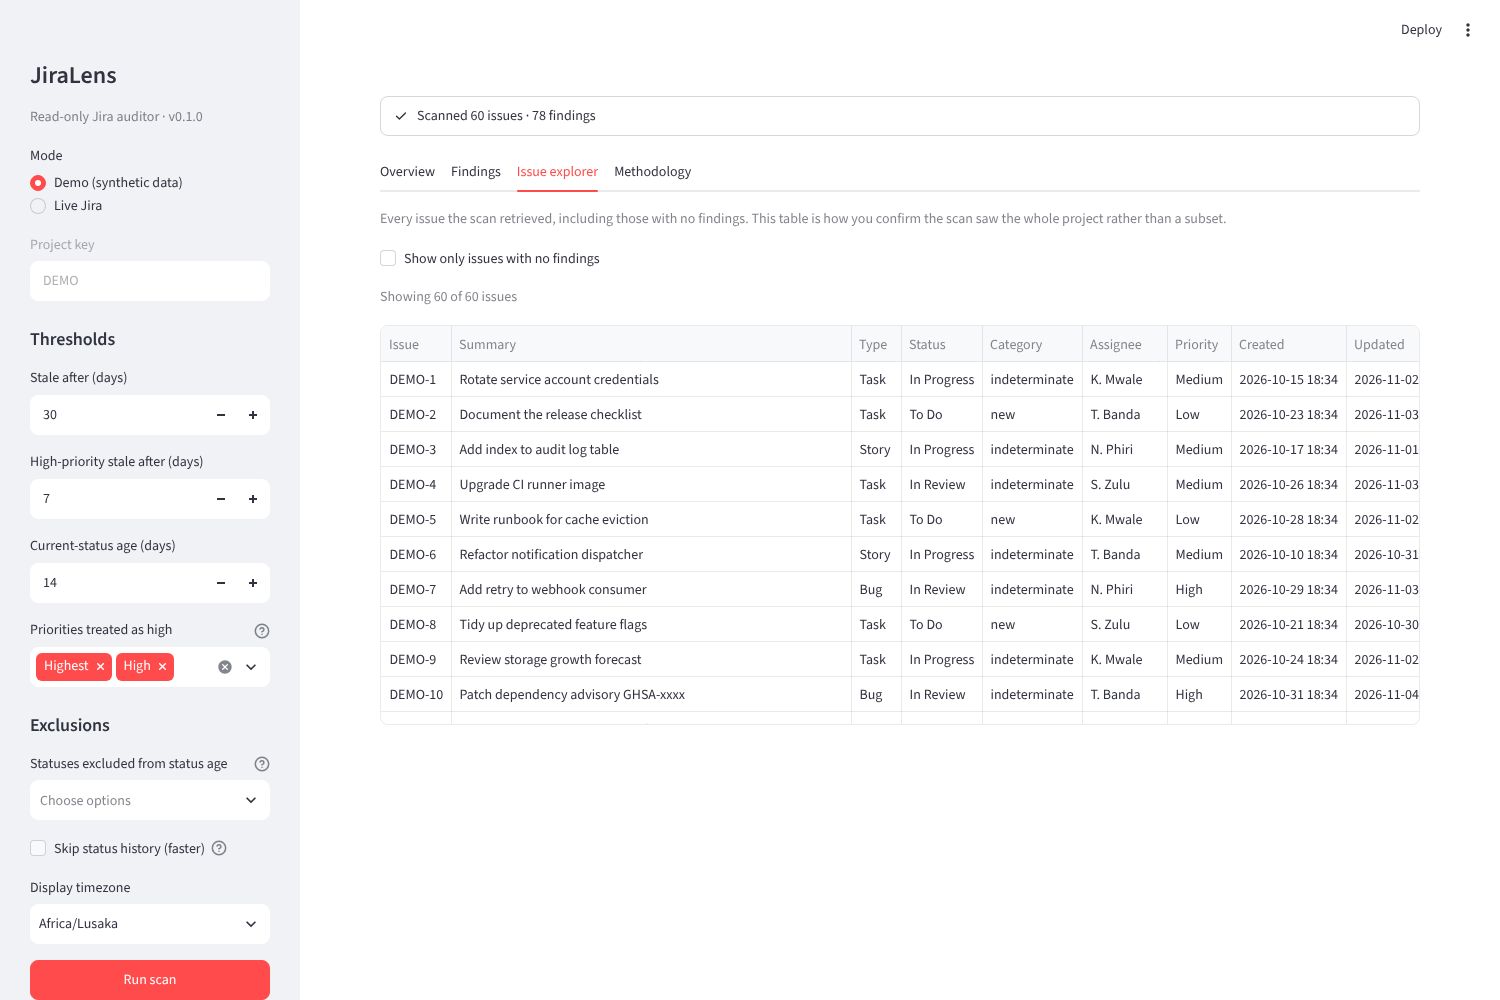 Deploy
JiraLens
Read-only Jira auditor · v0.1.0
Mode
Demo (synthetic data)
Live Jira
Project key
DEMO
Thresholds
Stale after (days)
30
High-priority stale after (days)
7
Current-status age (days)
14
Priorities treated as high
Highest High
Exclusions
Statuses excluded from status age
Choose options
Skip status history (faster)
Display timezone
Africa/Lusaka
Run scan
Scanned 60 issues · 78 findings
Overview Findings Issue explorer Methodology
Every issue the scan retrieved, including those with no findings. This table is how you confirm the scan saw the whole project rather than a subset.
Show only issues with no findings
Showing 60 of 60 issues
Issue Summary Type Status Category Assignee Priority Created Updated
DEMO-1 Rotate service account credentials Task In Progress indeterminate K. Mwale Medium 2026-10-15 18:34 2026-11-02
DEMO-2 Document the release checklist Task To Do new T. Banda Low 2026-10-23 18:34 2026-11-03
DEMO-3 Add index to audit log table Story In Progress indeterminate N. Phiri Medium 2026-10-17 18:34 2026-11-01
DEMO-4 Upgrade CI runner image Task In Review indeterminate S. Zulu Medium 2026-10-26 18:34 2026-11-03
DEMO-5 Write runbook for cache eviction Task To Do new K. Mwale Low 2026-10-28 18:34 2026-11-02
DEMO-6 Refactor notification dispatcher Story In Progress indeterminate T. Banda Medium 2026-10-10 18:34 2026-10-31
DEMO-7 Add retry to webhook consumer Bug In Review indeterminate N. Phiri High 2026-10-29 18:34 2026-11-03
DEMO-8 Tidy up deprecated feature flags Task To Do new S. Zulu Low 2026-10-21 18:34 2026-10-30
DEMO-9 Review storage growth forecast Task In Progress indeterminate K. Mwale Medium 2026-10-24 18:34 2026-11-02
DEMO-10 Patch dependency advisory GHSA-xxxx Bug In Review indeterminate T. Banda High 2026-10-31 18:34 2026-11-04